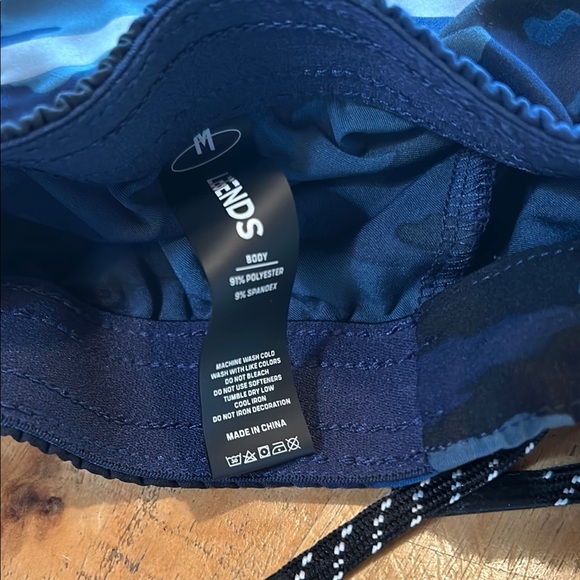 M
LEGENDS
BODY
91% POLYESTER
9% SPANDEX
MACHINE WASH COLD
WASH WITH LIKE COLORS
DO NOT BLEACH
DO NOT USE SOFTENERS
TUMBLE DRY LOW
COOL IRON
DO NOT IRON DECORATION
MADE IN CHINA
30